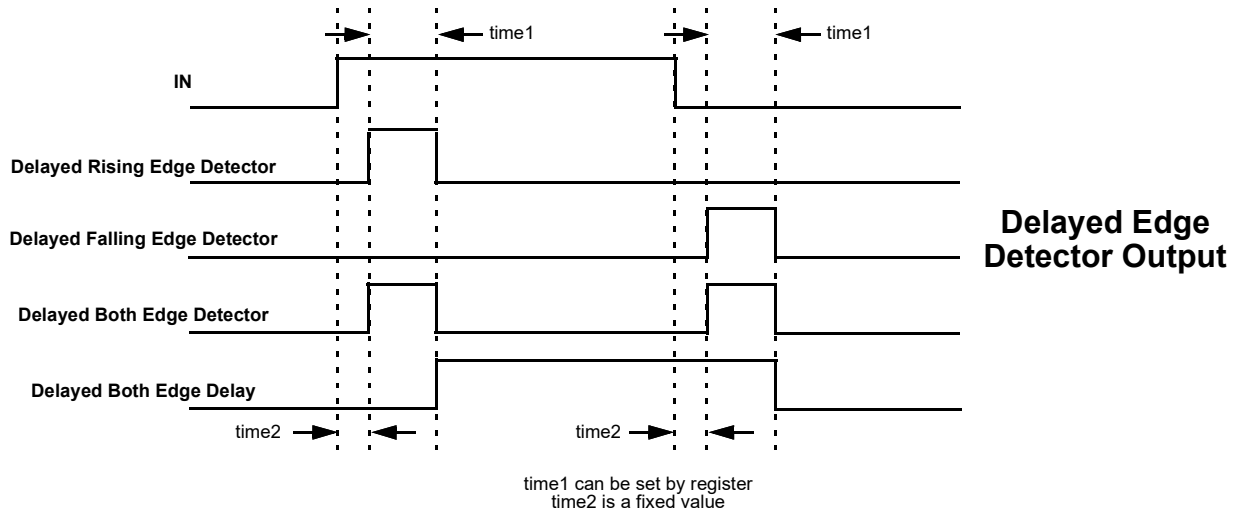 time1
time1
IN
Delayed Rising Edge Detector
Delayed Falling Edge Detector
Delayed Edge
Detector Output
Delayed Both Edge Detector
Delayed Both Edge Delay
time2
time2
time1 can be set by register
time2 is a fixed value